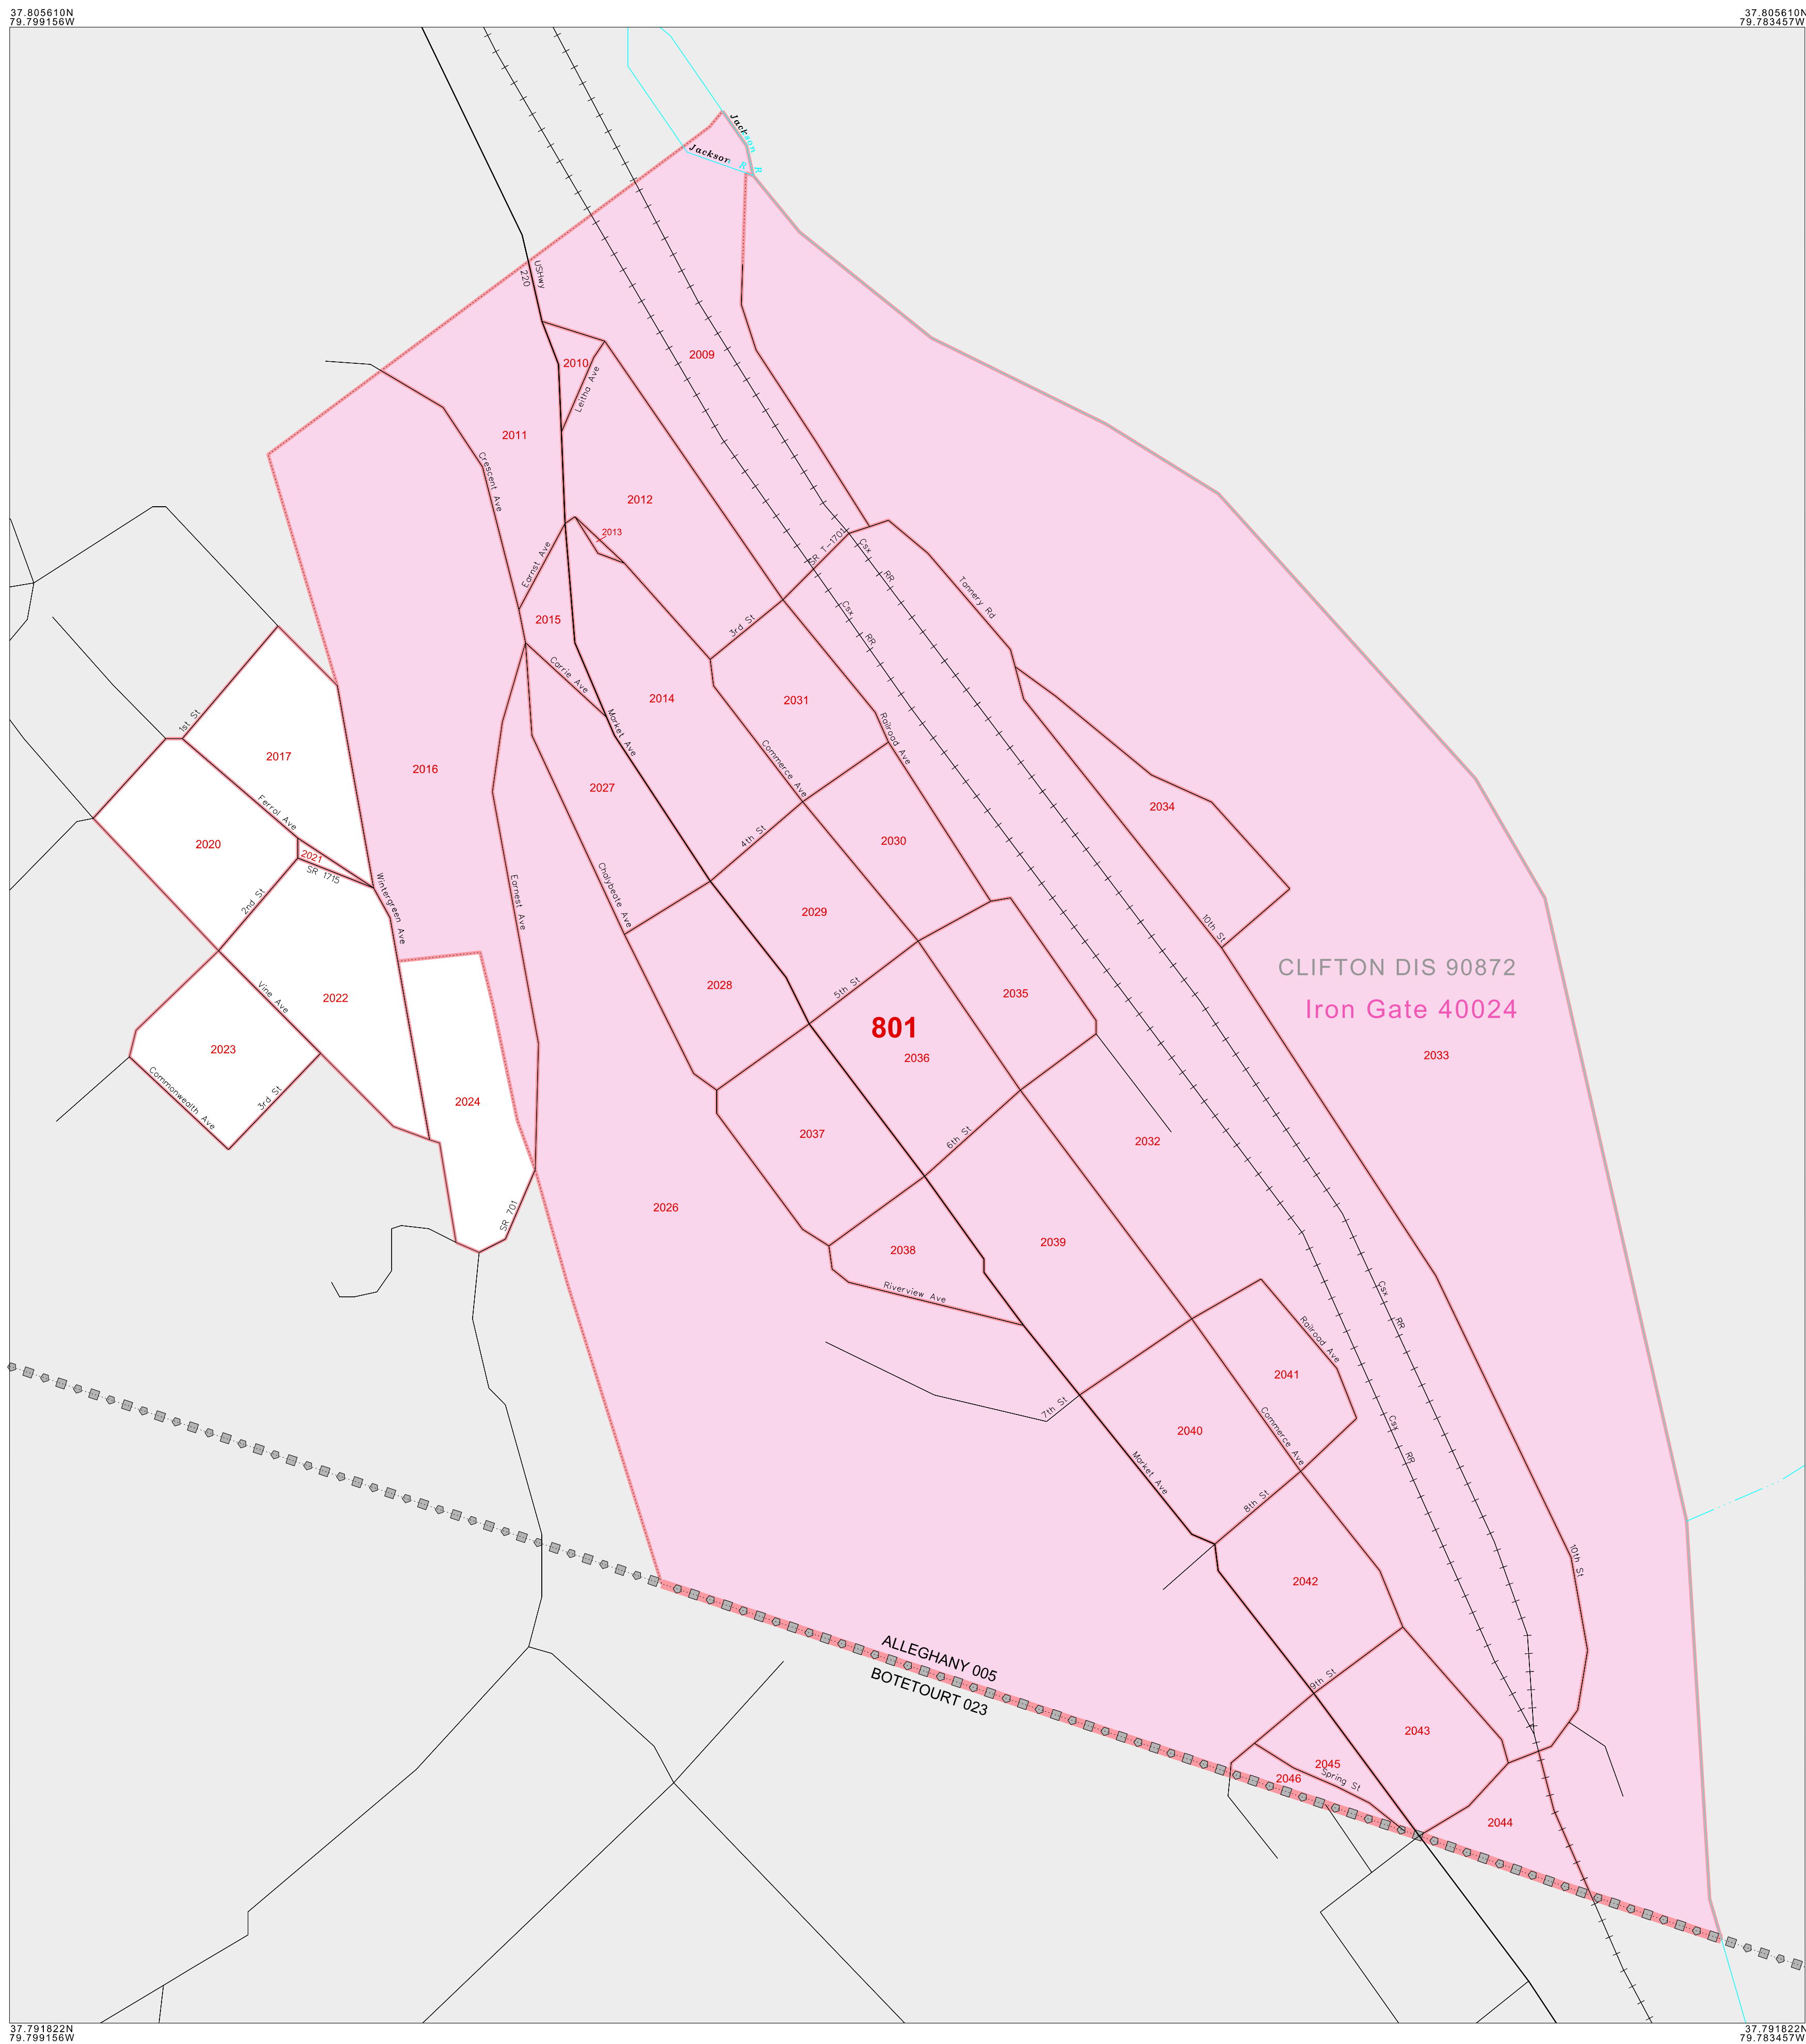 37.805610N
79.799156W
37.805610N
79.783457W
Jackson R
Jackson R
USHwy
220
2009
2010
Leitha Ave
2011
Crescent Ave
2012
2013
SR T-1701
Csx RR
Earnst Ave
Csx RR
Tannery Rd
2015
3rd St
Carrie Ave
2014
2031
1st St
Market Ave
Railroad Ave
2017
2016
Commerce Ave
2027
2034
Ferrol Ave
2020
2021
SR 1715
4th St
2030
Chalybeate Ave
Earnest Ave
2nd St
Wintergreen Ave
2029
10th St
CLIFTON DIS 90872
Iron Gate 40024
2022
Vine Ave
2028
5th St
2035
801
2036
2033
2023
Commonwealth Ave
3rd St
2024
2037
6th St
2032
SR 701
2026
2038
2039
Riverview Ave
Csx RR
Railroad Ave
2041
7th St
Commerce Ave
Csx RR
2040
Market Ave
8th St
10th St
2042
ALLEGHANY 005
BOTETOURT 023
9th St
2043
2045
Spring St
2046
2044
37.791822N
79.799156W
37.791822N
79.783457W